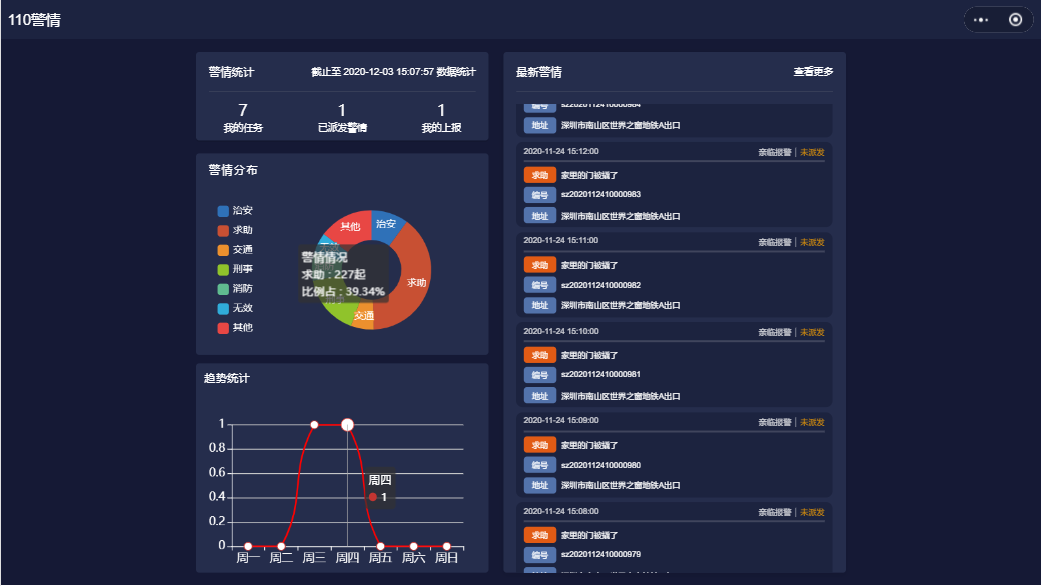 110警情
警情统计
截止至 2020-12-03 15:07:57 数据统计
7
1
1
我的任务
已派发警情
我的上报
警情分布
治安
求助
交通
刑事
消防
无效
其他
其他
治安
求助
交通
警情情况
求助 : 227起
比例占 : 39.34%
趋势统计
1
0.8
0.6
0.4
0.2
0
周一
周二
周三
周四
周五
周六
周日
周四
1
最新警情
查看更多
编号 sz2020112410000984
地址 深圳市南山区世界之窗地铁A出口
2020-11-24 15:12:00 亲临报警 | 未派发
求助 家里的门被撬了
编号 sz2020112410000983
地址 深圳市南山区世界之窗地铁A出口
2020-11-24 15:11:00 亲临报警 | 未派发
求助 家里的门被撬了
编号 sz2020112410000982
地址 深圳市南山区世界之窗地铁A出口
2020-11-24 15:10:00 亲临报警 | 未派发
求助 家里的门被撬了
编号 sz2020112410000981
地址 深圳市南山区世界之窗地铁A出口
2020-11-24 15:09:00 亲临报警 | 未派发
求助 家里的门被撬了
编号 sz2020112410000980
地址 深圳市南山区世界之窗地铁A出口
2020-11-24 15:08:00 亲临报警 | 未派发
求助 家里的门被撬了
编号 sz2020112410000979